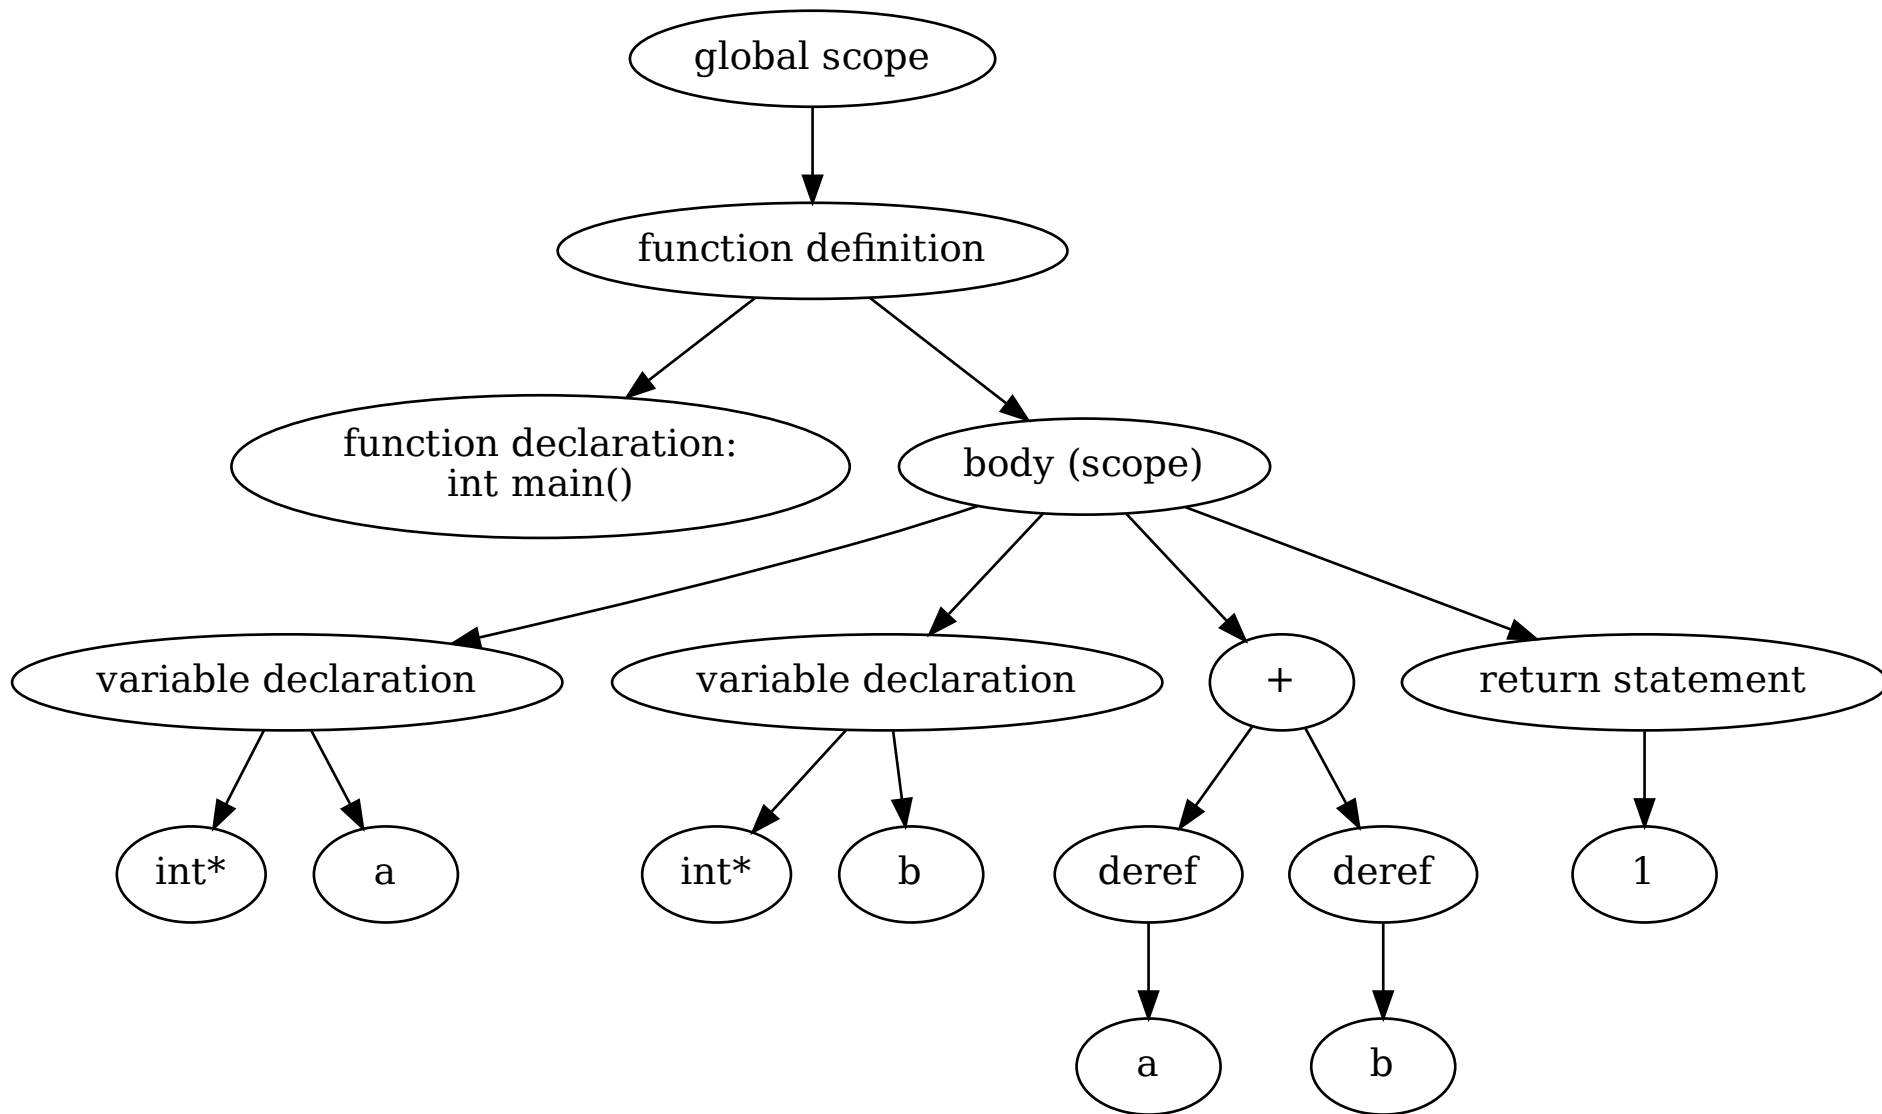 global scope
function definition
function declaration:
int main()
body (scope)
variable declaration
variable declaration
+
return statement
int*
a
int*
b
deref
deref
1
a
b